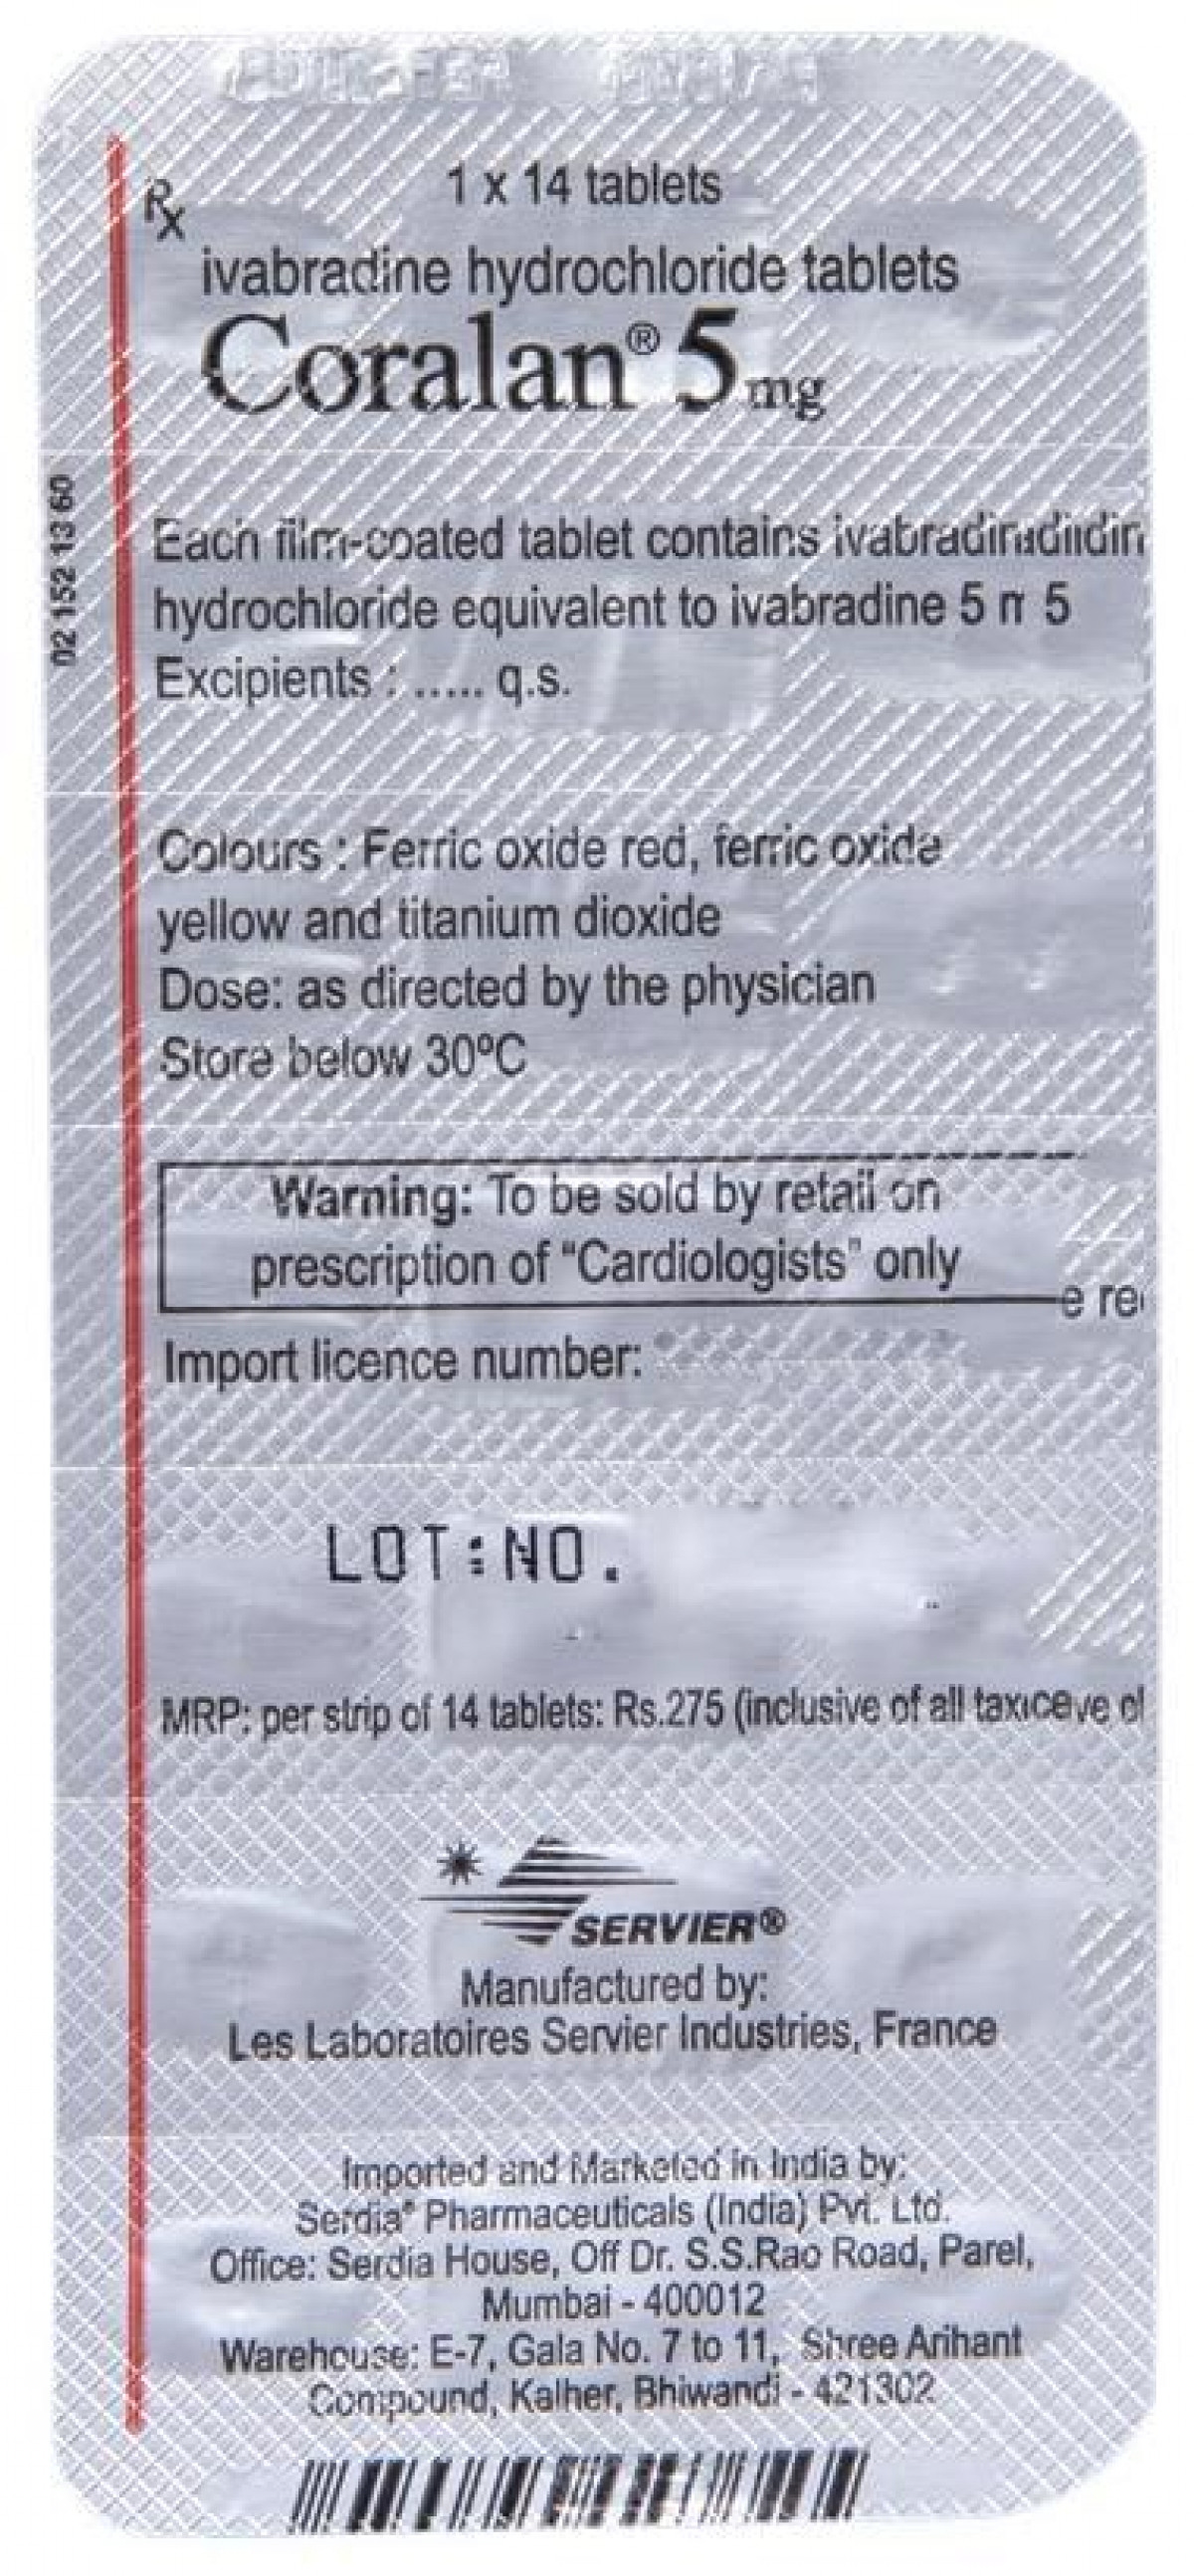 1 x 14 tablets
Rx
ivabradine hydrochloride tablets
Coralan® 5 mg
02 152 13 60
Each film-coated tablet contains
hydrochloride equivalent to ivabradine 5
Excipients : ..... q.s.
Colours : Ferric oxide red, ferric oxide
yellow and titanium dioxide
Dose: as directed by the physician
Store below 30ºC
Warning: To be sold by retail on
prescription of "Cardiologists" only
Import licence number:
LOT:NO.
MRP: per strip of 14 tablets: Rs.275 (inclusive of all
SERVIER®
Manufactured by:
Les Laboratoires Servier Industries, France
Imported and Marketed in India by:
Serdia® Pharmaceuticals (India) Pvt. Ltd.
Office: Serdia House, Off Dr. S.S.Rao Road, Parel,
Mumbai - 400012
Warehouse: E-7, Gala No. 7 to 11, Shree Arihant
Compound, Kalher, Bhiwandi - 421302